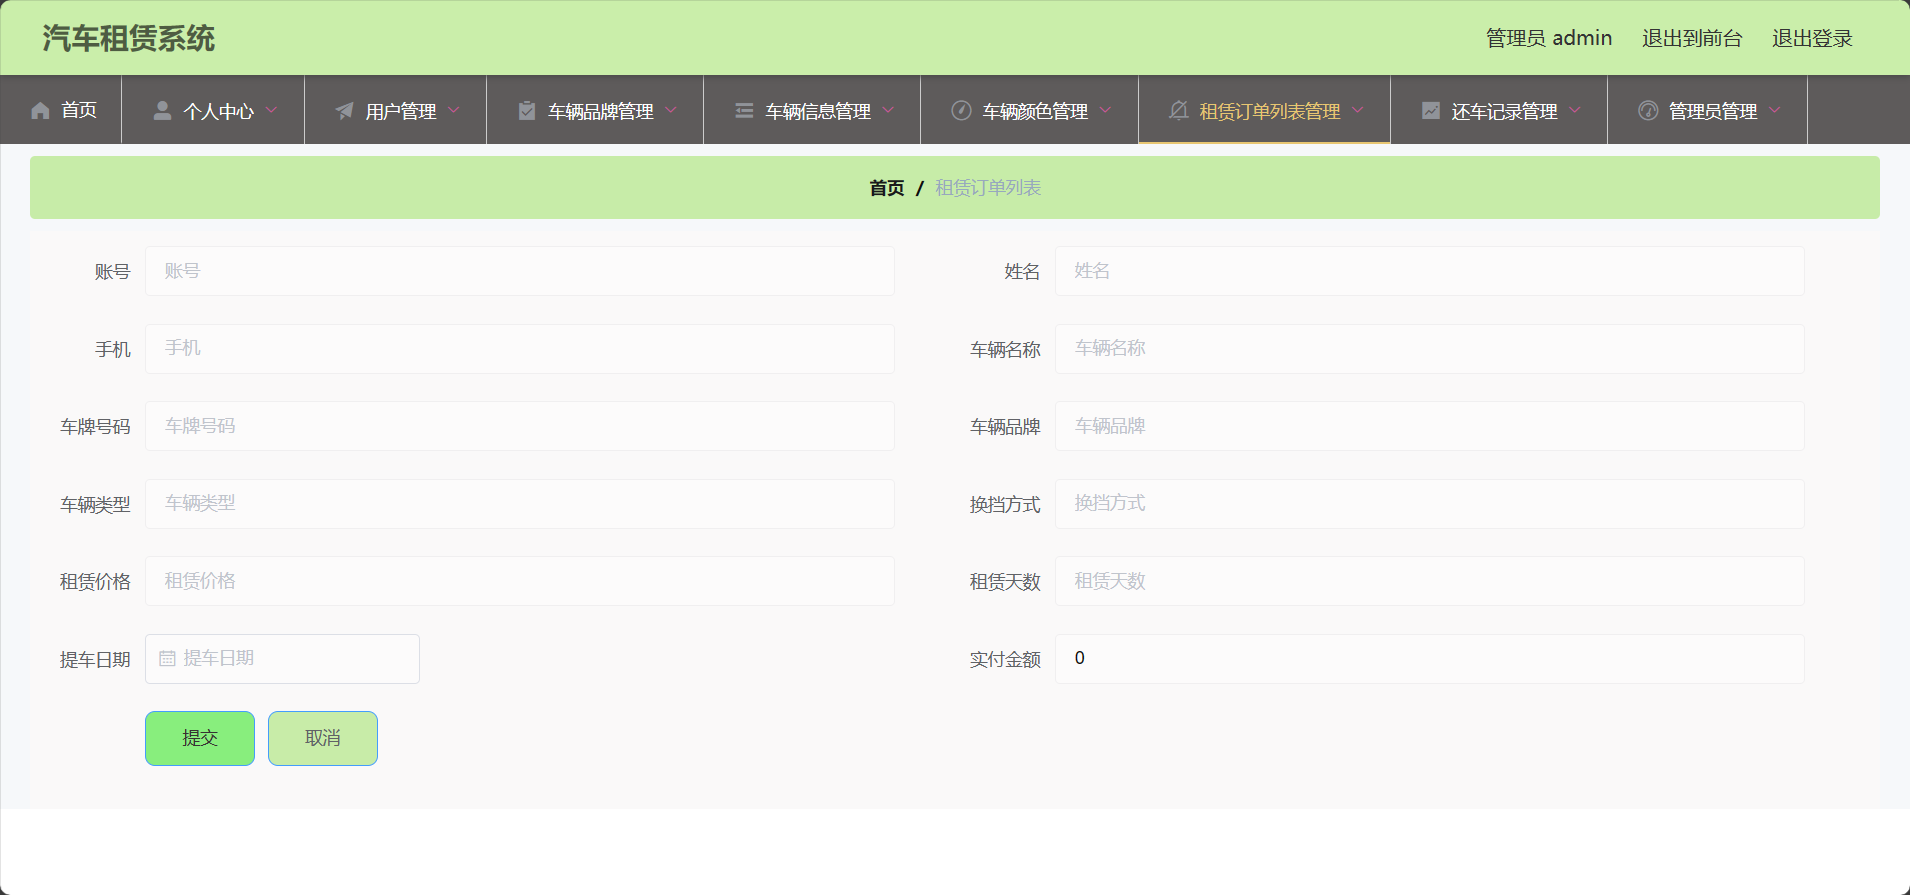 汽车租赁系统
管理员 admin 退出到前台 退出登录
首页 个人中心 用户管理 车辆品牌管理 车辆信息管理 车辆颜色管理 租赁订单列表管理 还车记录管理 管理员管理
首页 / 租赁订单列表
账号 账号 姓名 姓名
手机 手机 车辆名称 车辆名称
车牌号码 车牌号码 车辆品牌 车辆品牌
车辆类型 车辆类型 换挡方式 换挡方式
租赁价格 租赁价格 租赁天数 租赁天数
提车日期 提车日期 实付金额 0
提交 取消